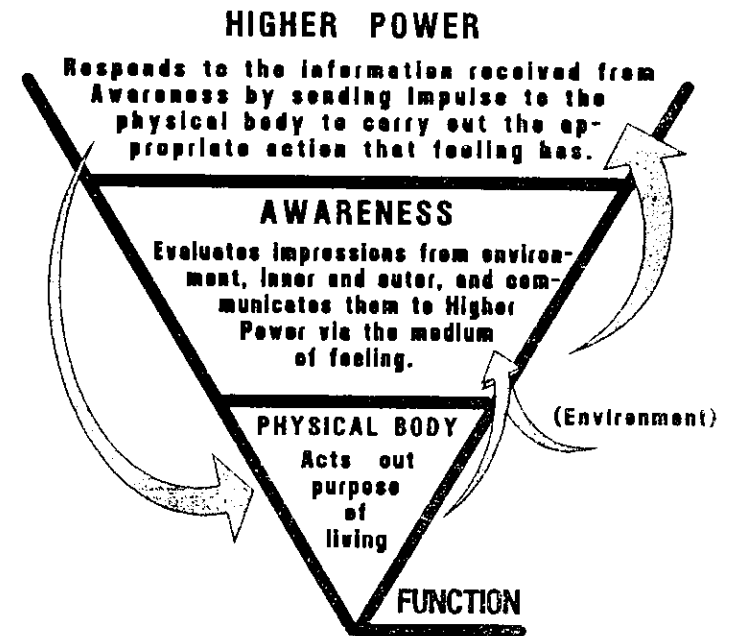 HIGHER POWER
Responds to the information received from
Awareness by sending impulse to the
physical body to carry out the ap-
propriate action that feeling has.
AWARENESS
Evaluates impressions from environ-
ment, inner and outer, and com-
municates them to Higher
Power via the medium
of feeling.
(Environment)
PHYSICAL BODY
Acts out
purpose
of
living
FUNCTION